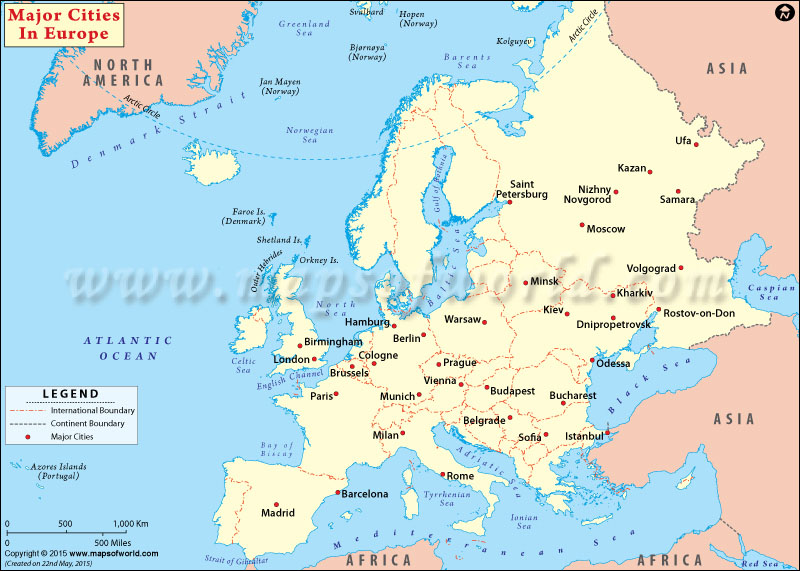 Major Cities
In Europe
Svulbard
Hopen
(Norway)
Greenland
Sea
Arctic Circle
Kolguyev
Bjørnøya
(Norway)
Barents
Sea
NORTH
AMERICA
ASIA
Jan Mayen
(Norway)
Arctic Circle
Denmark Strait
Norwegian
Sea
Ufa
Kazan
Gulf of Bothnia
Saint
Petersburg
Nizhny
Novgorod
Samara
Faroe Is.
(Denmark)
Moscow
Shetland Is.
Orkney Is.
Outer Hebrides
Baltic Sea
Volgograd
www.mapsofworld.com
Minsk
Kharkiv
Caspian
Sea
North
Sea
Hamburg
Warsaw
Kiev
Rostov-on-Don
Dnipropetrovsk
ATLANTIC
OCEAN
Birmingham
Berlin
Celtic
Sea
London
Cologne
Brussels
Prague
Odessa
English Channel
Vienna
Budapest
Black Sea
LEGEND
International Boundary
Continent Boundary
Major Cities
Paris
Munich
Bucharest
Belgrade
ASIA
Milan
Sofia
Istanbul
Bay of
Biscay
Adriatic Sea
Azores Islands
(Portugal)
Rome
Barcelona
Tyrrhenian
Sea
Madrid
Ionian
Sea
0 500 1,000 Km
0 500 Miles
Mediterranean Sea
Strait of Gibraltar
Copyright © 2015 www.mapsofworld.com
(Created on 22nd May, 2015)
AFRICA
AFRICA
Red Sea